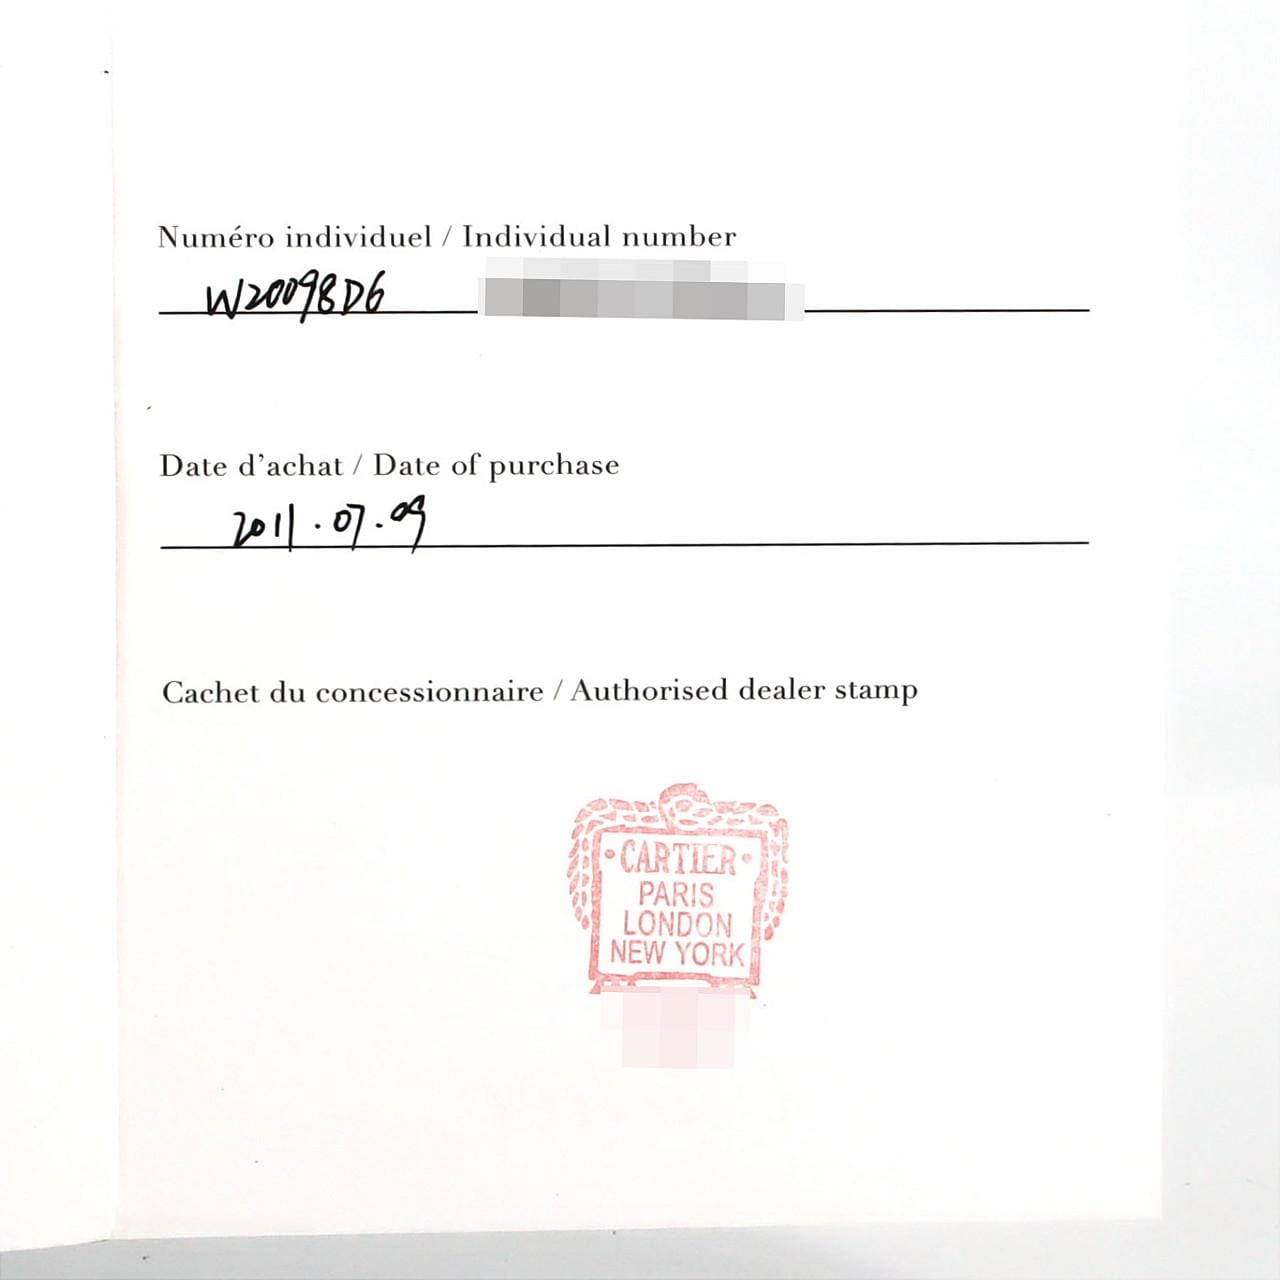 Numéro individuel / Individual number
W20098D6
Date d'achat / Date of purchase
2011.07.09
Cachet du concessionnaire / Authorised dealer stamp
·CARTIER·
PARIS
LONDON
NEW YORK